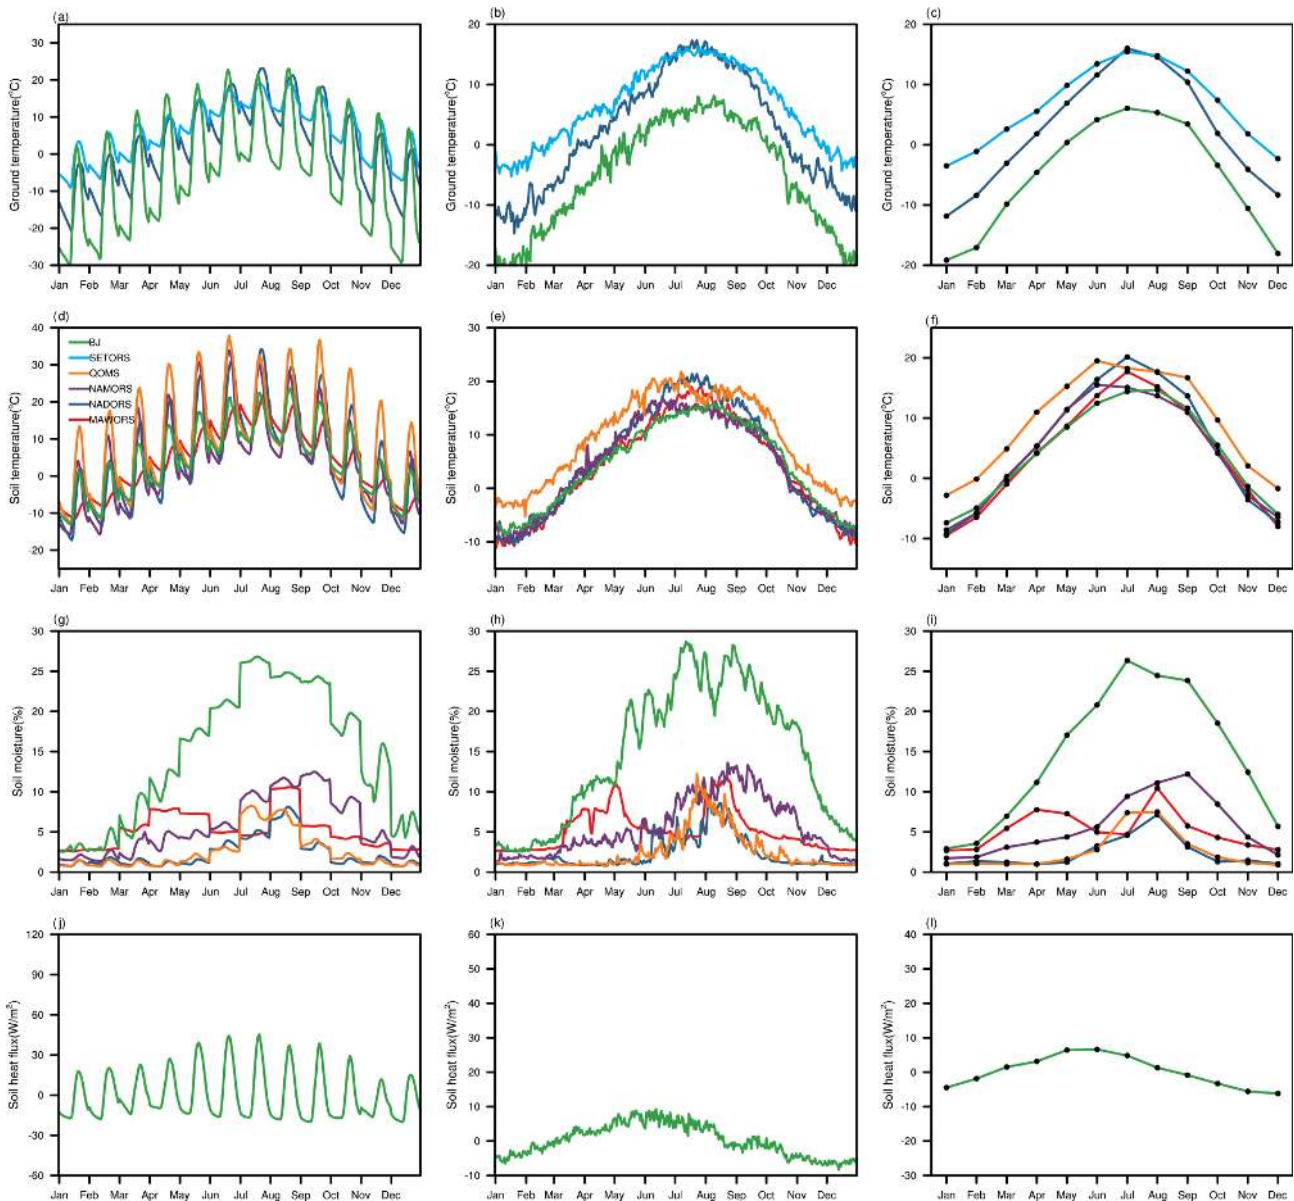 (a)
Ground temperature(°C)
30
20
10
0
-10
-20
-30
Jan Feb Mar Apr May Jun Jul Aug Sep Oct Nov Dec
(b)
Ground temperature(°C)
20
10
0
-10
-20
Jan Feb Mar Apr May Jun Jul Aug Sep Oct Nov Dec
(c)
Ground temperature(°C)
20
10
0
-10
-20
Jan Feb Mar Apr May Jun Jul Aug Sep Oct Nov Dec
(d)
Soil temperature(°C)
40
30
20
10
0
-10
-20
BJ
SETORS
QOMS
NAMORS
NADORS
MAWORS
Jan Feb Mar Apr May Jun Jul Aug Sep Oct Nov Dec
(e)
Soil temperature(°C)
30
20
10
0
-10
Jan Feb Mar Apr May Jun Jul Aug Sep Oct Nov Dec
(f)
Soil temperature(°C)
20
10
0
-10
Jan Feb Mar Apr May Jun Jul Aug Sep Oct Nov Dec
(g)
Soil moisture(%)
30
25
20
15
10
5
0
Jan Feb Mar Apr May Jun Jul Aug Sep Oct Nov Dec
(h)
Soil moisture(%)
30
25
20
15
10
5
0
Jan Feb Mar Apr May Jun Jul Aug Sep Oct Nov Dec
(i)
Soil moisture(%)
30
25
20
15
10
5
0
Jan Feb Mar Apr May Jun Jul Aug Sep Oct Nov Dec
(j)
Soil heat flux(W/m²)
120
90
60
30
0
-30
-60
Jan Feb Mar Apr May Jun Jul Aug Sep Oct Nov Dec
(k)
Soil heat flux(W/m²)
60
50
40
30
20
10
0
-10
Jan Feb Mar Apr May Jun Jul Aug Sep Oct Nov Dec
(l)
Soil heat flux(W/m²)
40
30
20
10
0
-10
-20
-30
Jan Feb Mar Apr May Jun Jul Aug Sep Oct Nov Dec